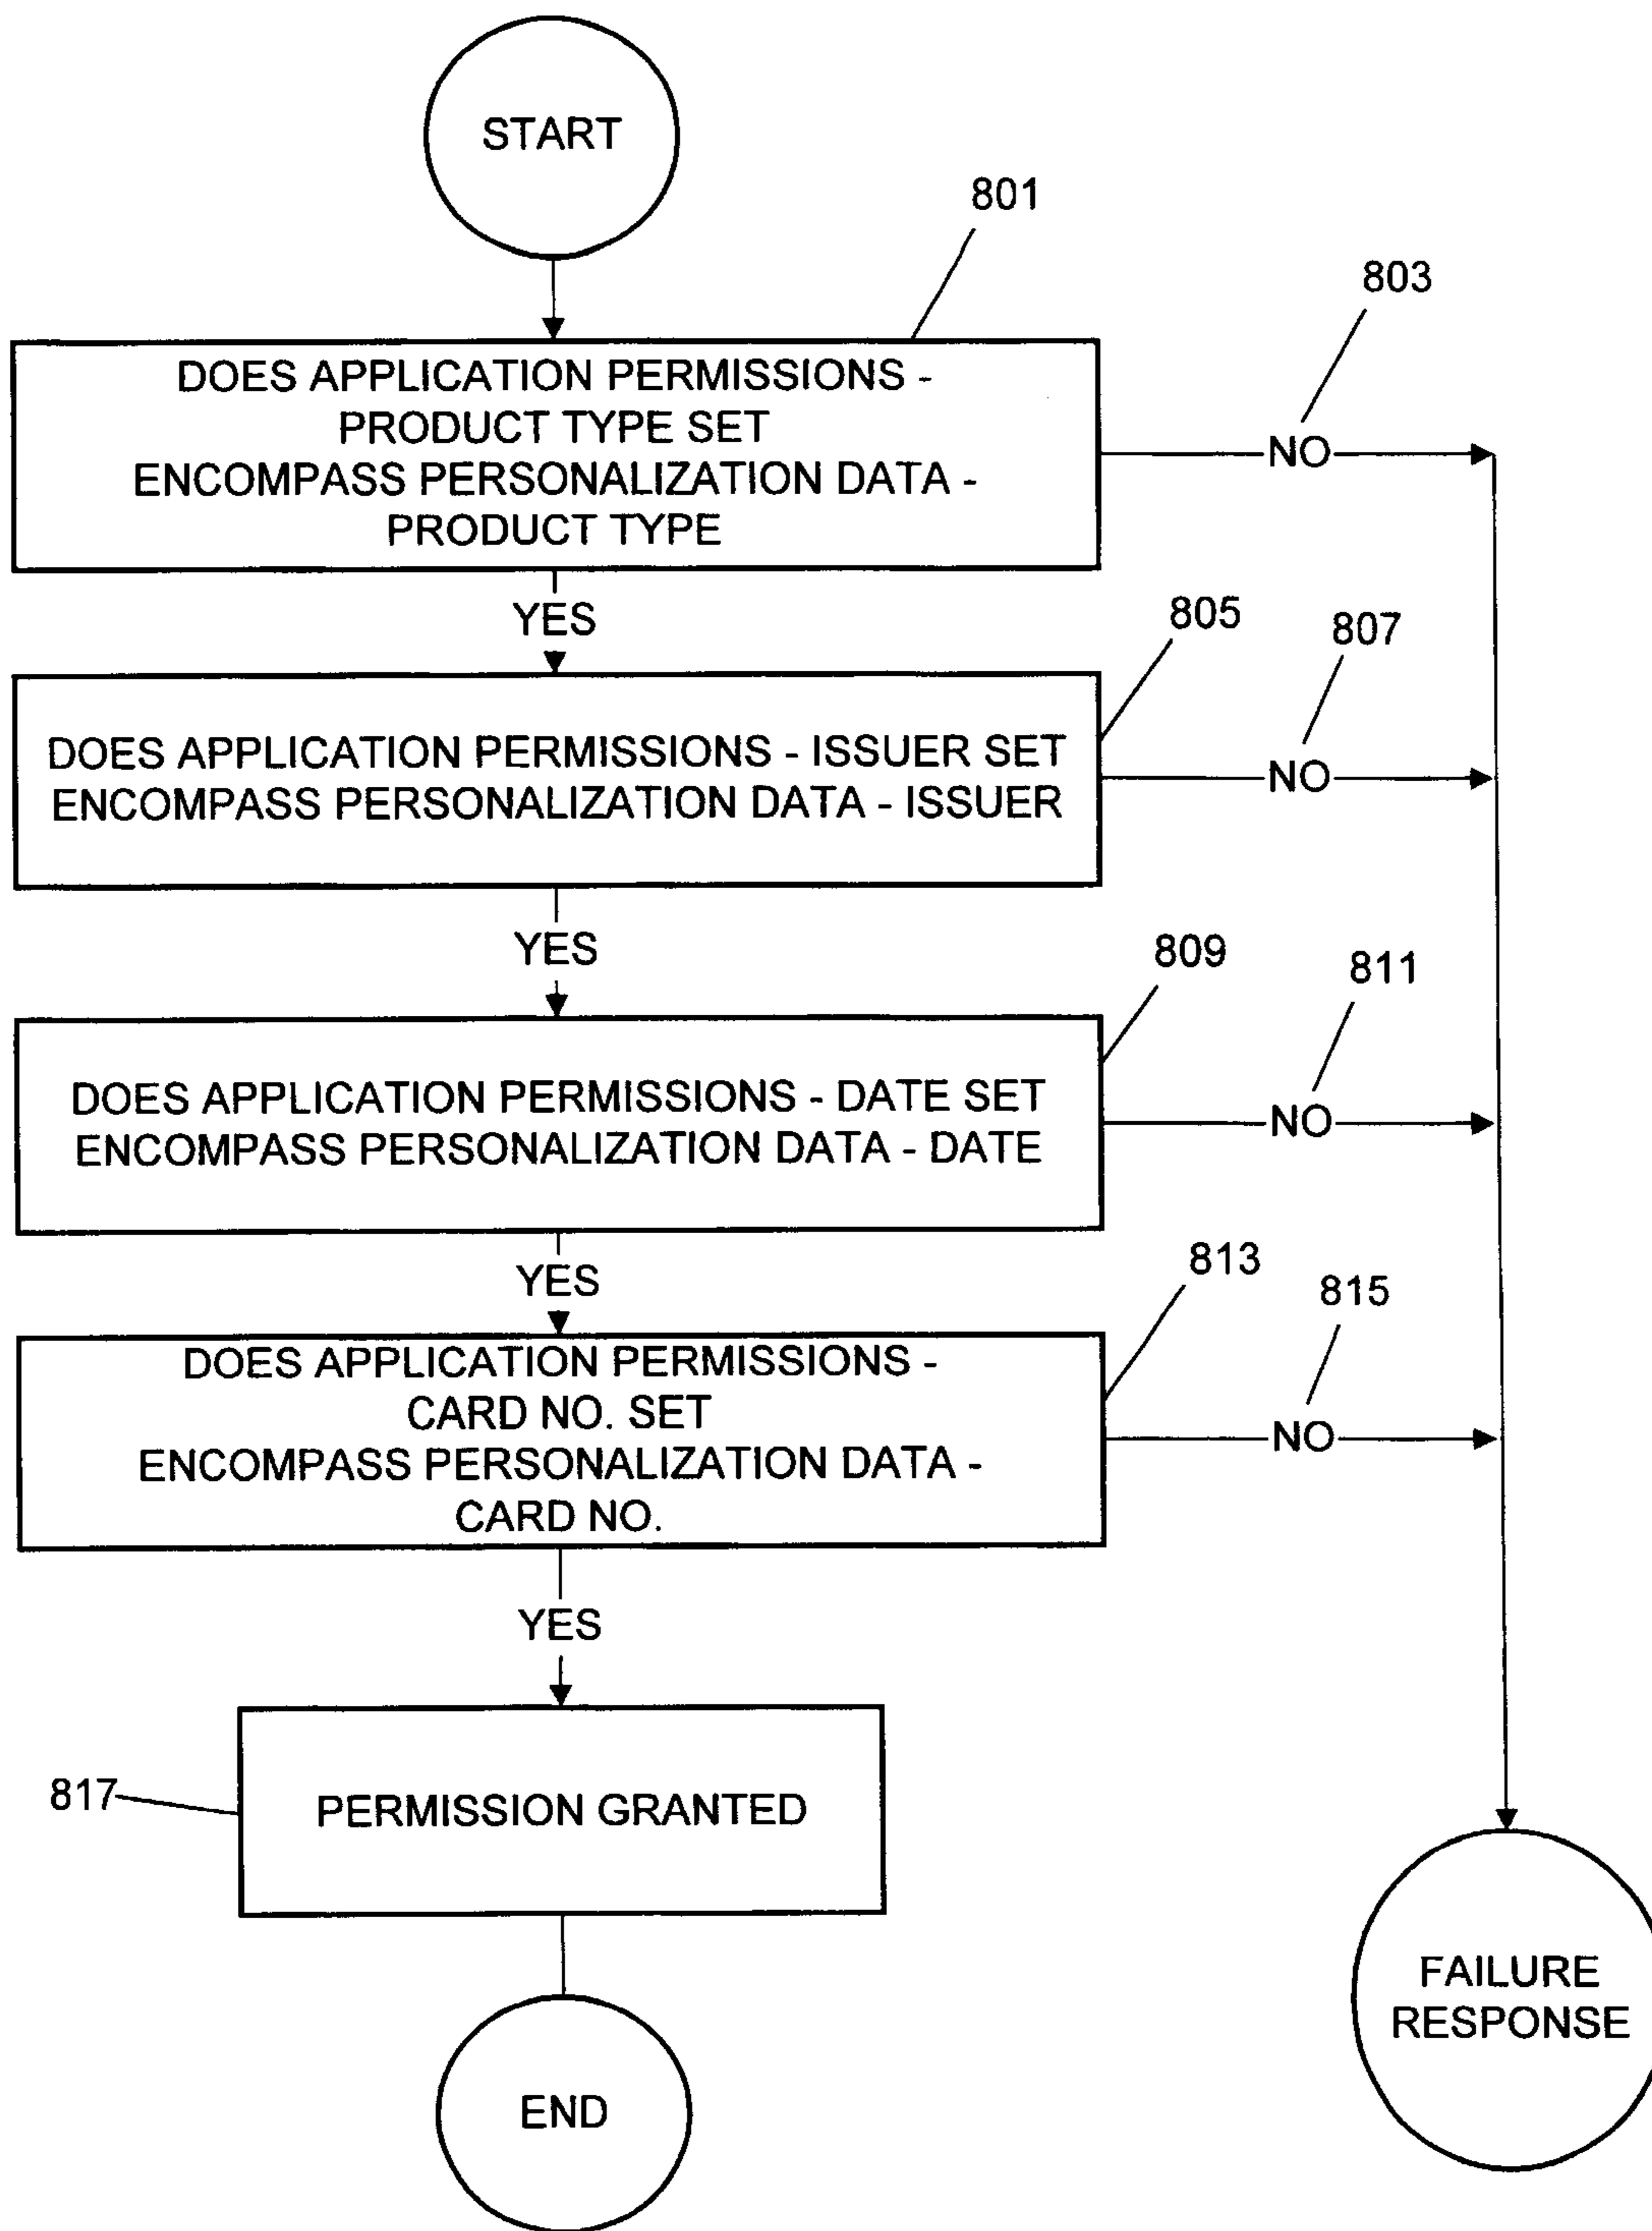 START
801
803
DOES APPLICATION PERMISSIONS -
PRODUCT TYPE SET
ENCOMPASS PERSONALIZATION DATA -
PRODUCT TYPE
NO
YES
805
807
DOES APPLICATION PERMISSIONS - ISSUER SET
ENCOMPASS PERSONALIZATION DATA - ISSUER
NO
YES
809
811
DOES APPLICATION PERMISSIONS - DATE SET
ENCOMPASS PERSONALIZATION DATA - DATE
NO
YES
813
815
DOES APPLICATION PERMISSIONS -
CARD NO. SET
ENCOMPASS PERSONALIZATION DATA -
CARD NO.
NO
YES
817
PERMISSION GRANTED
FAILURE
RESPONSE
END